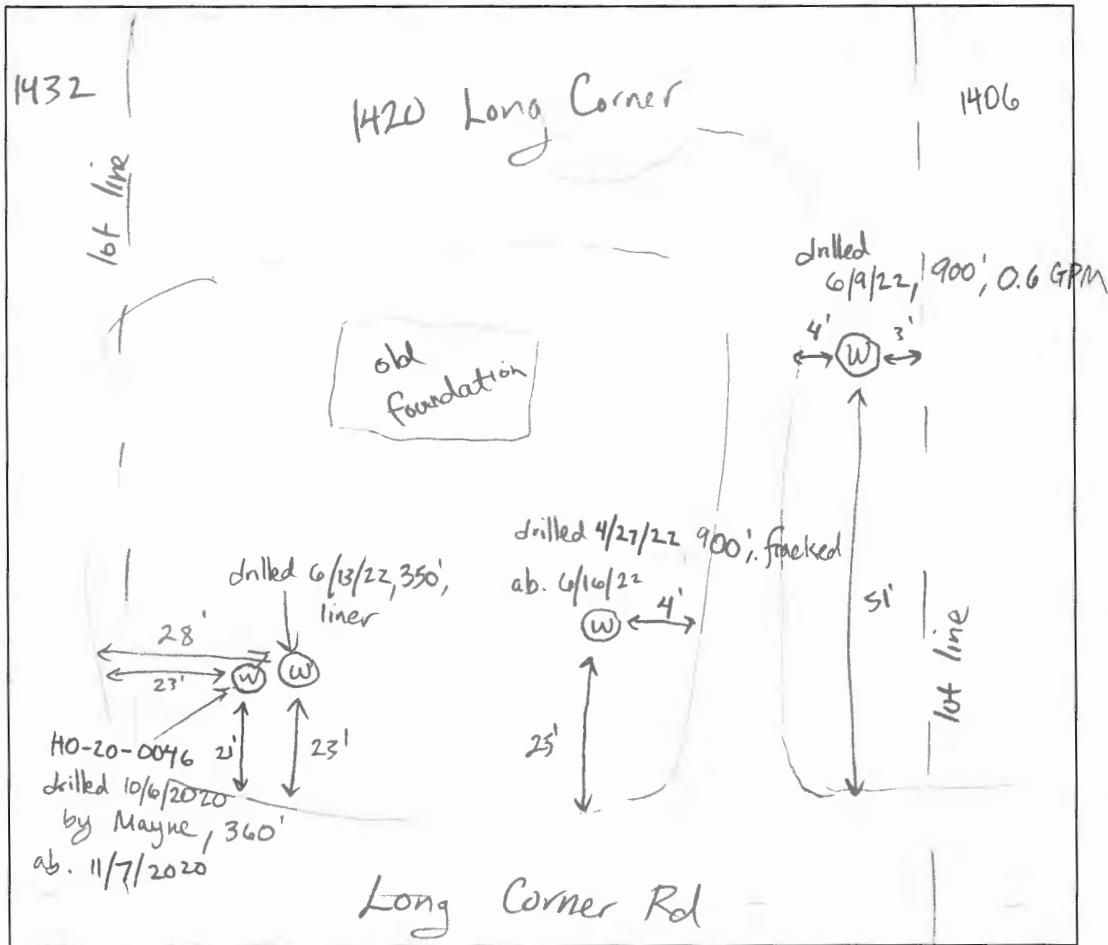 1432
1420 Long Corner
1406
lot line
drilled
6/9/22, 900', 0.6 GPM
4'
W
3'
old
foundation
drilled 4/27/22 900', fracked
ab. 6/16/22
W
4'
51'
drilled 6/13/22, 350',
liner
28'
23'
W
W
lot line
25'
HO-20-0046
21'
23'
drilled 10/6/2020
by Mayne, 360'
ab. 11/7/2020
Long Corner Rd